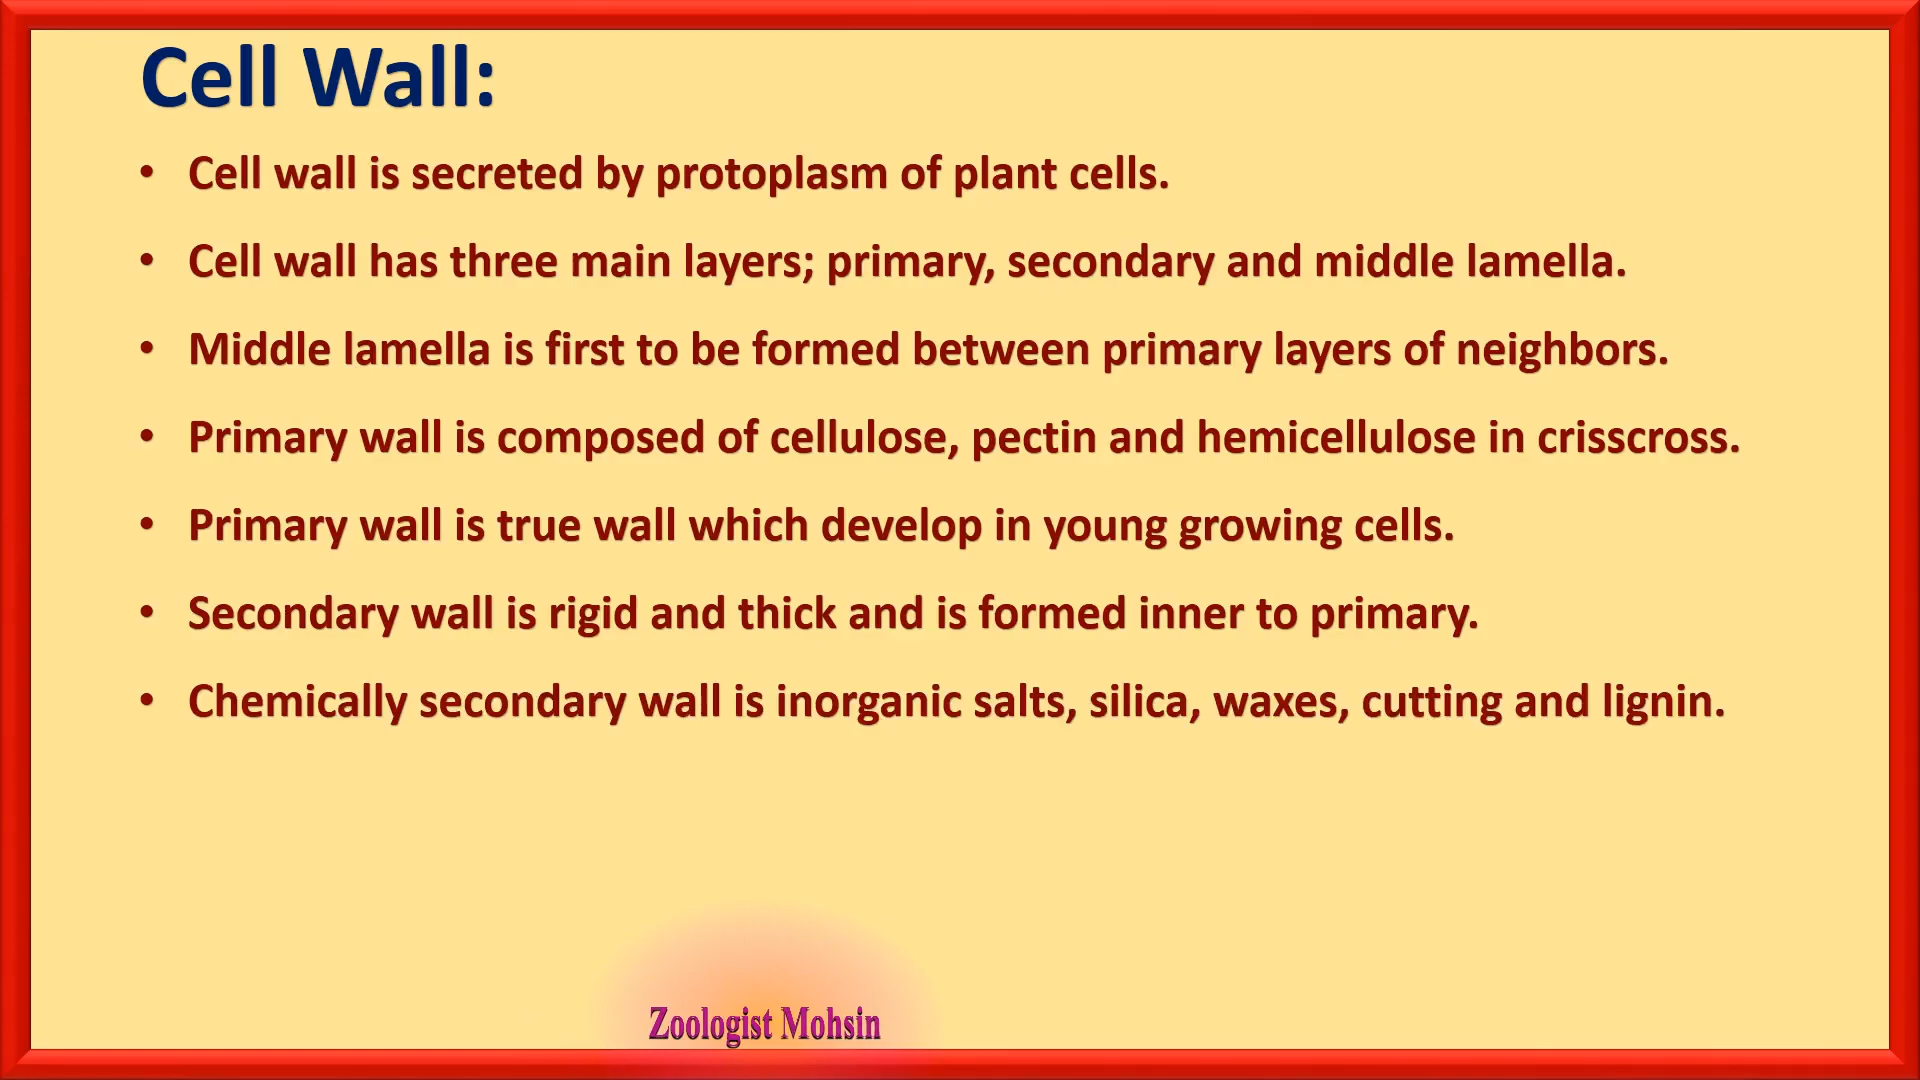 Cell Wall:
• Cell wall is secreted by protoplasm of plant cells.
• Cell wall has three main layers; primary, secondary and middle lamella.
• Middle lamella is first to be formed between primary layers of neighbors.
• Primary wall is composed of cellulose, pectin and hemicellulose in crisscross.
• Primary wall is true wall which develop in young growing cells.
• Secondary wall is rigid and thick and is formed inner to primary.
• Chemically secondary wall is inorganic salts, silica, waxes, cutting and lignin.
Zoologist Mohsin